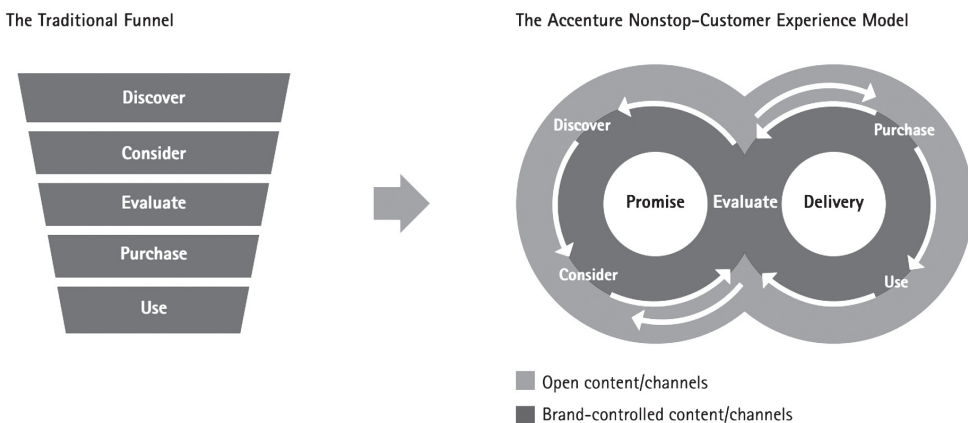 The Traditional Funnel
Discover
Consider
Evaluate
Purchase
Use
The Accenture Nonstop-Customer Experience Model
Discover
Purchase
Promise
Evaluate
Delivery
Consider
Use
Open content/channels
Brand-controlled content/channels